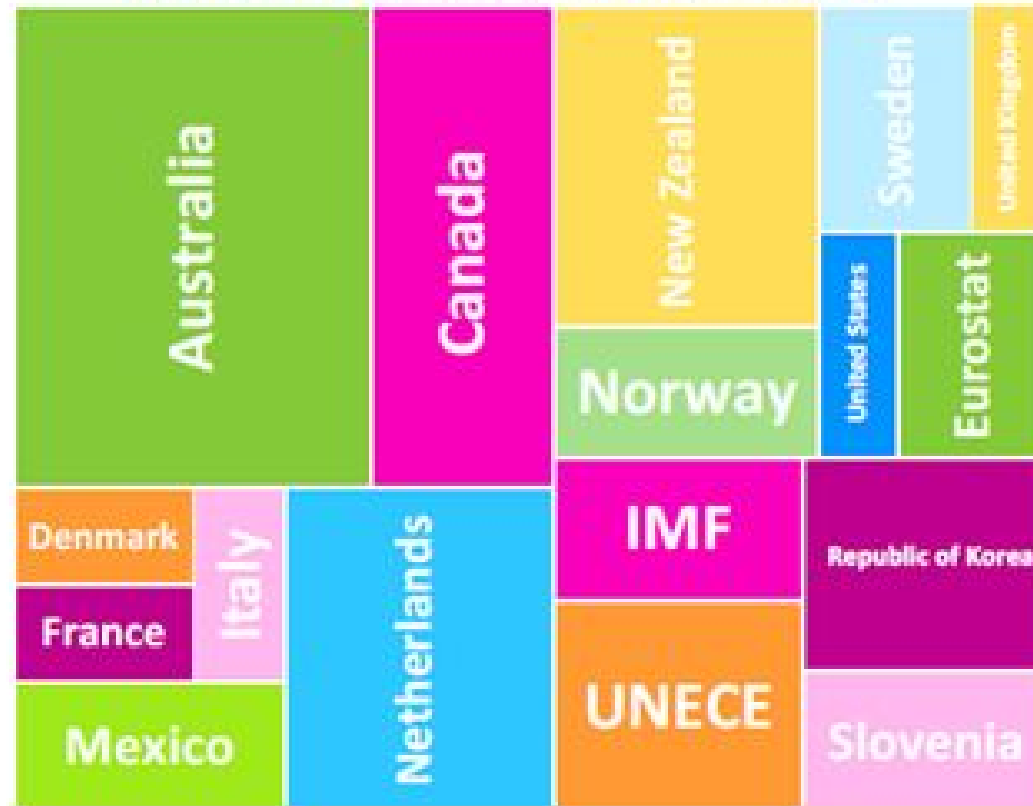 Australia
Canada
New Zealand
Sweden
United Kingdom
Norway
United States
Eurostat
Denmark
Italy
Netherlands
IMF
Republic of Korea
France
UNECE
Mexico
Slovenia